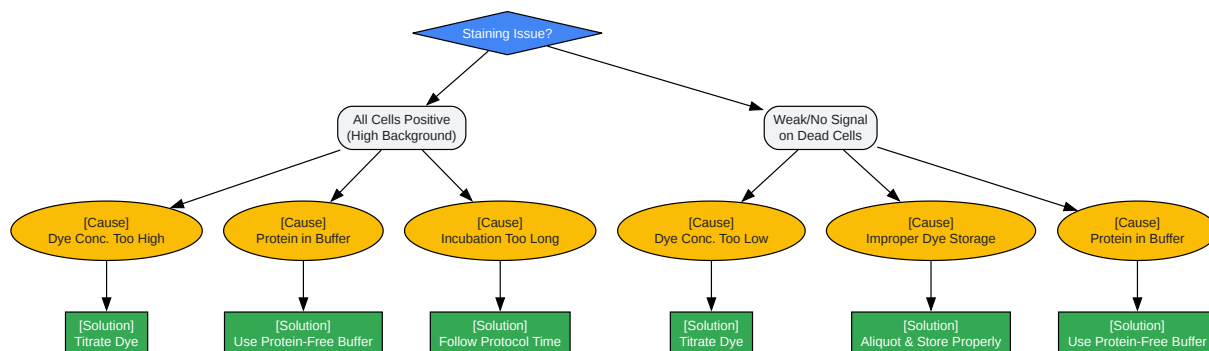 Staining Issue?
All Cells Positive
(High Background)
Weak/No Signal
on Dead Cells
[Cause]
Dye Conc. Too High
[Cause]
Protein in Buffer
[Cause]
Incubation Too Long
[Cause]
Dye Conc. Too Low
[Cause]
Improper Dye Storage
[Cause]
Protein in Buffer
[Solution]
Titrate Dye
[Solution]
Use Protein-Free Buffer
[Solution]
Follow Protocol Time
[Solution]
Titrate Dye
[Solution]
Aliquot & Store Properly
[Solution]
Use Protein-Free Buffer